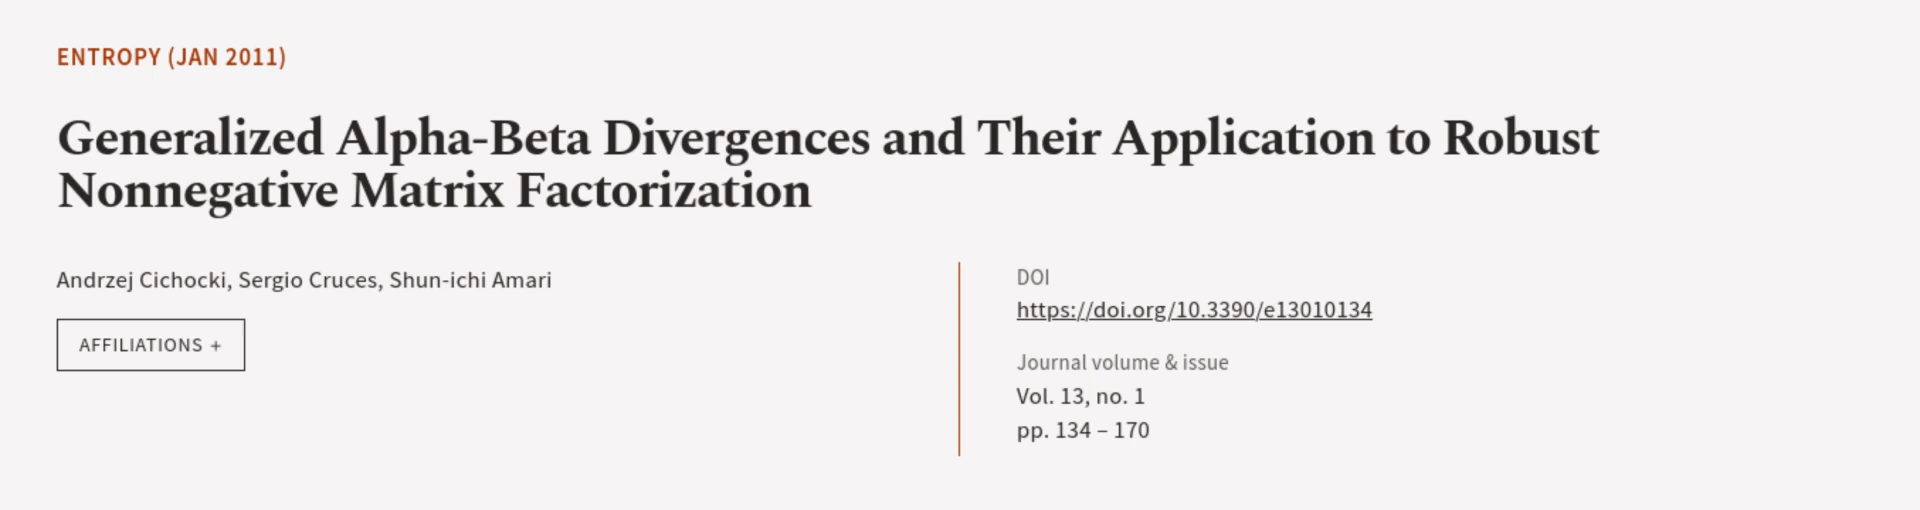 ENTROPY (JAN 2011)
Generalized Alpha-Beta Divergences and Their Application to Robust
Nonnegative Matrix Factorization
Andrzej Cichocki, Sergio Cruces, Shun-ichi Amari
AFFILIATIONS +
DOI
https://doi.org/10.3390/e13010134
Journal volume & issue
Vol. 13, no. 1
pp. 134 – 170